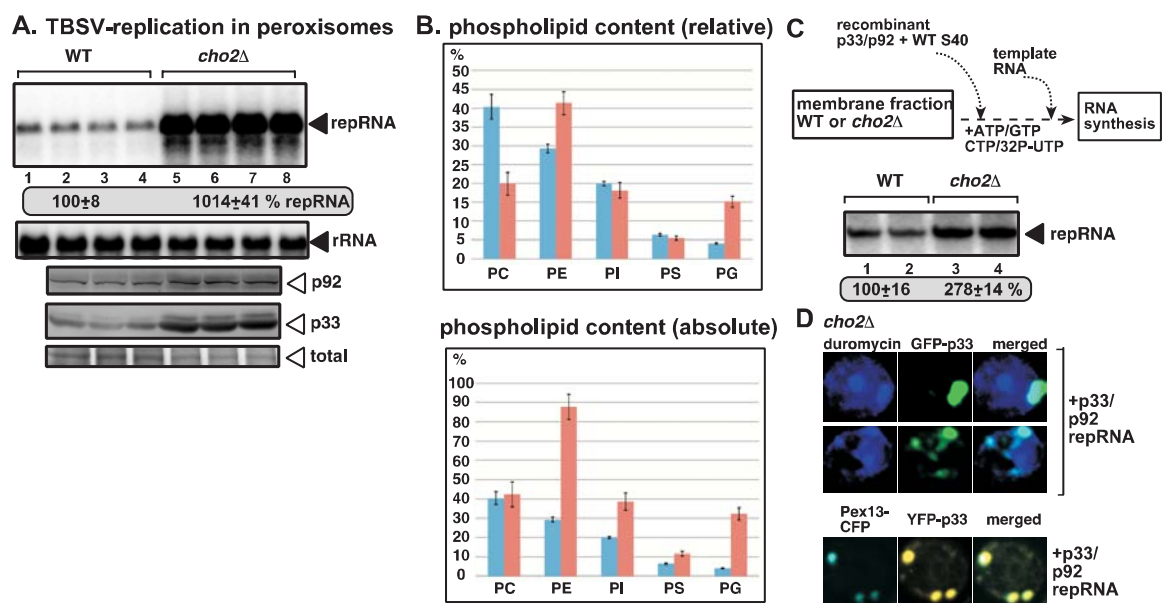 A. TBSV-replication in peroxisomes
WT cho2Δ
repRNA
1 2 3 4 5 6 7 8
100±8 1014±41 % repRNA
rRNA
p92
p33
total
B. phospholipid content (relative)
%
50
45
40
35
30
25
20
15
10
5
0
PC PE PI PS PG
phospholipid content (absolute)
%
100
90
80
70
60
50
40
30
20
10
0
PC PE PI PS PG
C
recombinant
p33/p92 + WT S40
template
RNA
membrane fraction
WT or cho2Δ
+ATP/GTP
CTP/32P-UTP
RNA
synthesis
WT cho2Δ
repRNA
1 2 3 4
100±16 278±14 %
D cho2Δ
duromycin GFP-p33 merged
+p33/
p92
repRNA
Pex13-
CFP YFP-p33 merged
+p33/
p92
repRNA